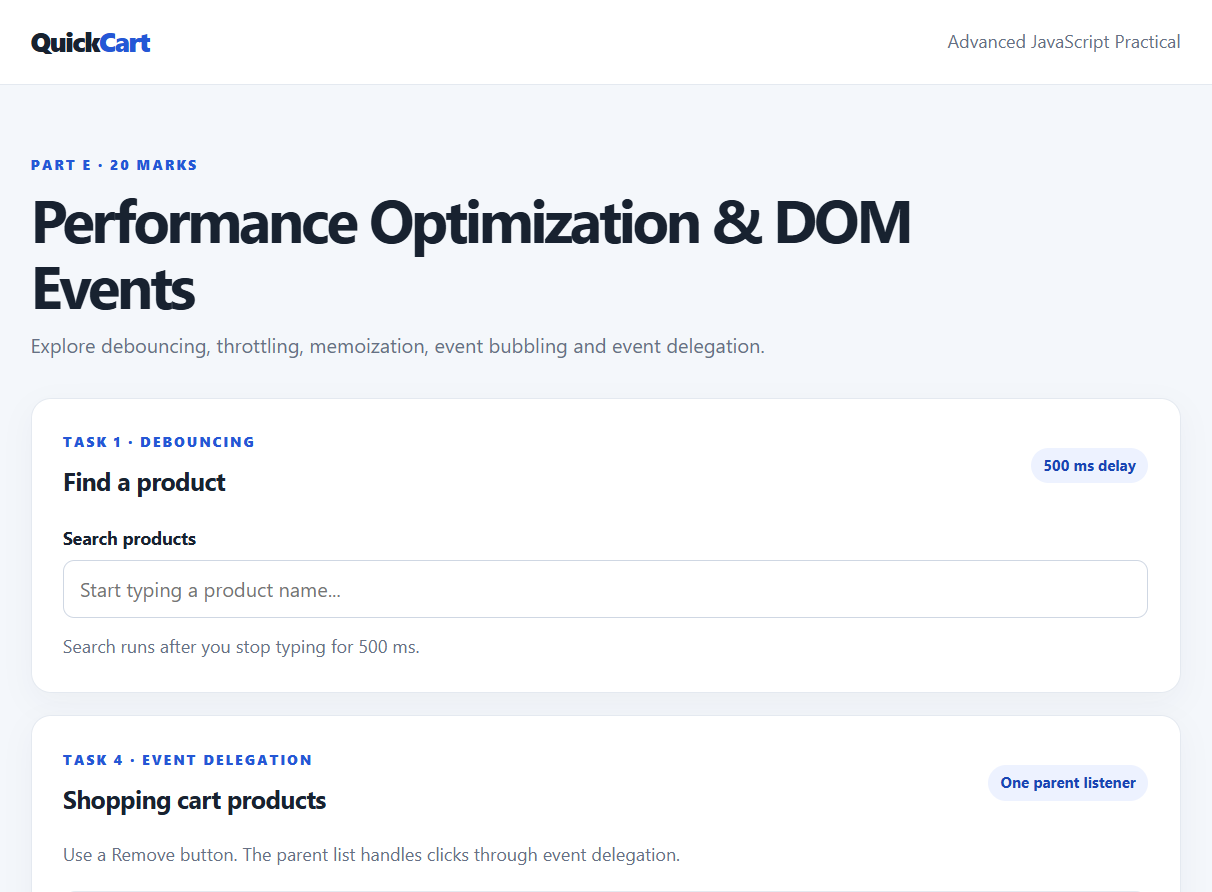 QuickCart
Advanced JavaScript Practical
PART E · 20 MARKS
Performance Optimization & DOM
Events
Explore debouncing, throttling, memoization, event bubbling and event delegation.
TASK 1 · DEBOUNCING
500 ms delay
Find a product
Search products
Start typing a product name...
Search runs after you stop typing for 500 ms.
TASK 4 · EVENT DELEGATION
One parent listener
Shopping cart products
Use a Remove button. The parent list handles clicks through event delegation.